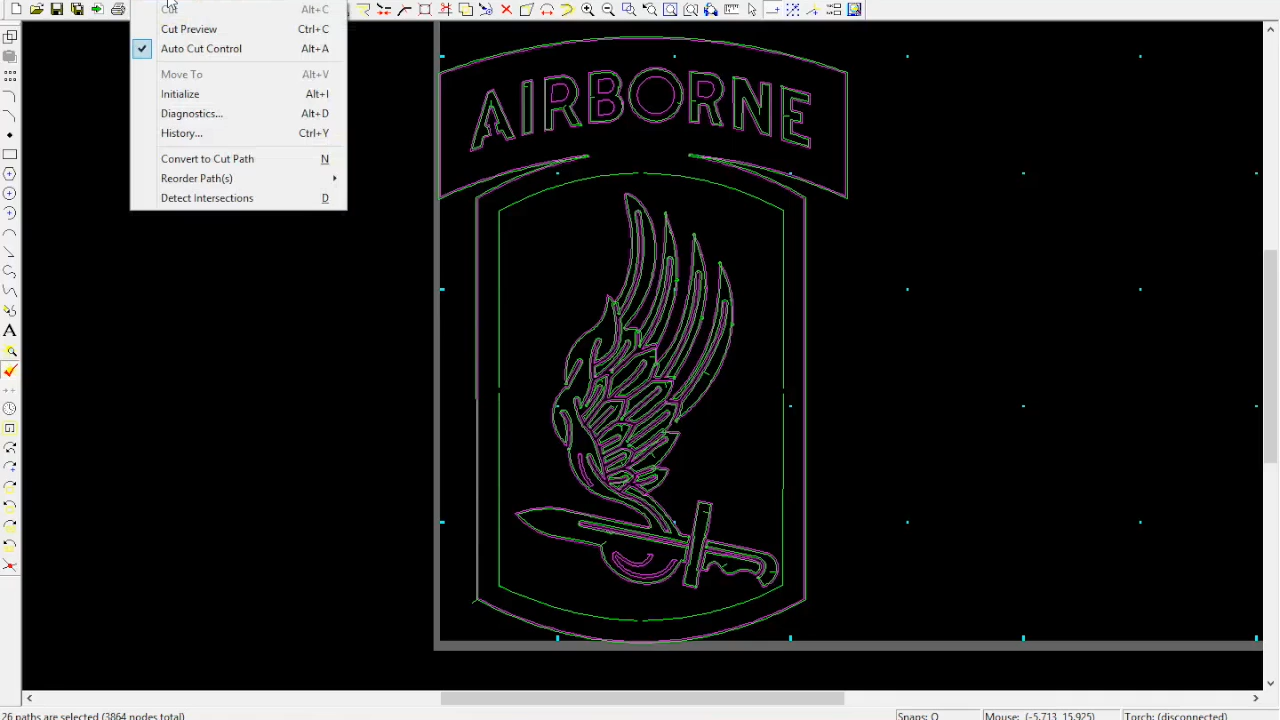 Cut Alt+C
Cut Preview Ctrl+C
Auto Cut Control Alt+A
Move To Alt+V
Initialize Alt+I
Diagnostics... Alt+D
History... Ctrl+Y
Convert to Cut Path N
Reorder Path(s)
Detect Intersections D
AIRBORNE
A
26 paths are selected (3864 nodes total) Snaps: O Mouse: (-5.713, 15.925) Torch: (disconnected)